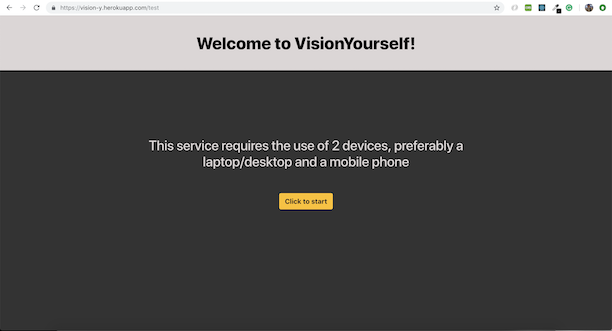 https://vision-y.herokuapp.com/test
Welcome to VisionYourself!
This service requires the use of 2 devices, preferably a
laptop/desktop and a mobile phone
Click to start